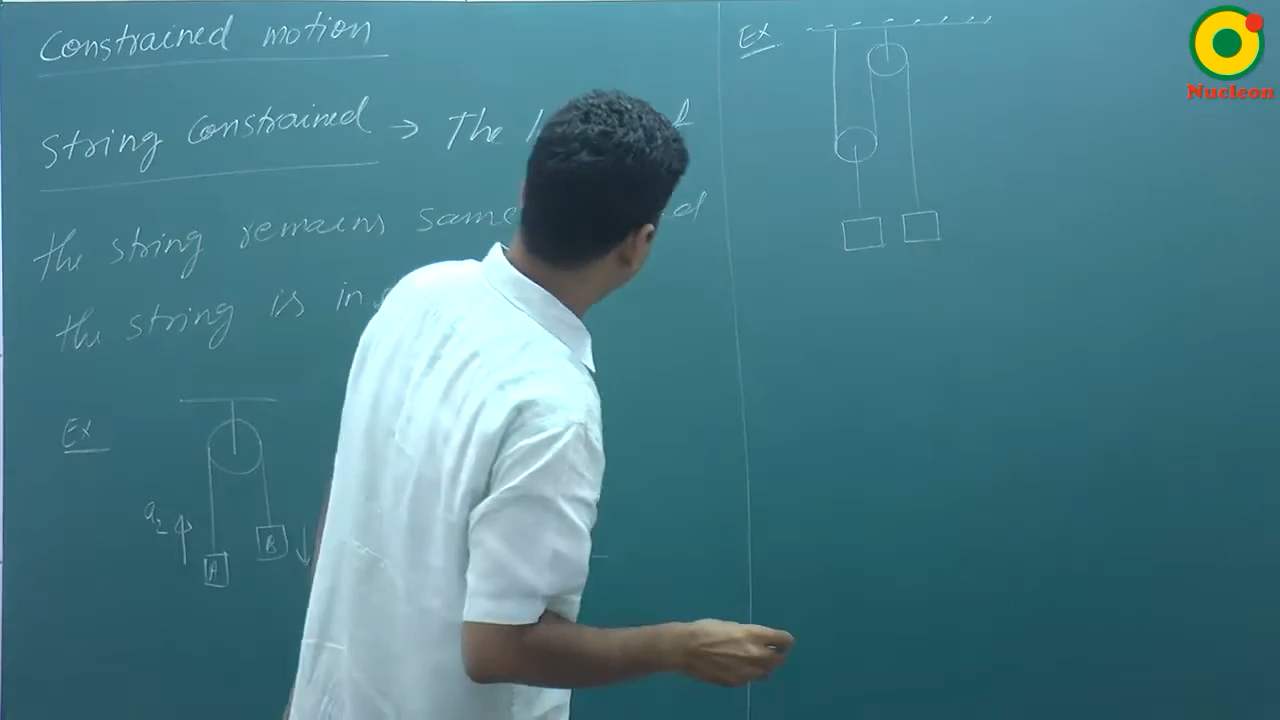 Constrained motion
String constrained → The
the string remains same
the string is in
Ex
a2
A
B
Ex
Nucleon